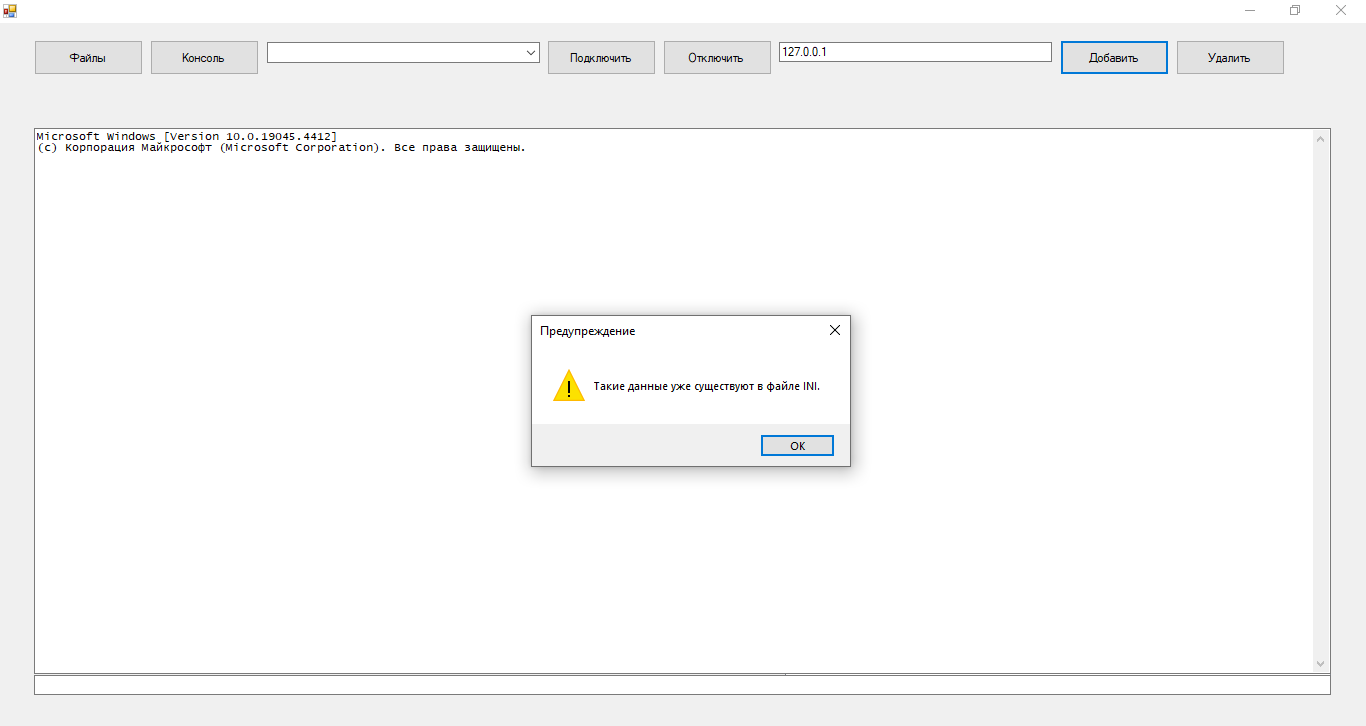 Файлы
Консоль
Подключить
Отключить
127.0.0.1
Добавить
Удалить
Microsoft Windows [Version 10.0.19045.4412]
(c) Корпорация Майкрософт (Microsoft Corporation). Все права защищены.
Предупреждение
Такие данные уже существуют в файле INI.
OK